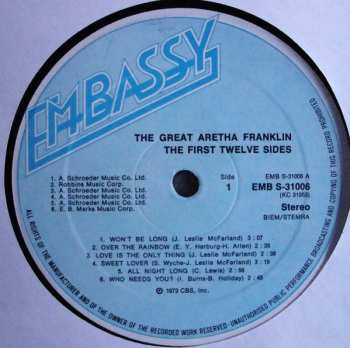 EMBASSY
THE GREAT ARETHA FRANKLIN
THE FIRST TWELVE SIDES
1. A. Schroeder Music Co. Ltd.
2. Robbins Music Corp.
3. A. Schroeder Music Co. Ltd.
4. A. Schroeder Music Co. Ltd.
5. A. Schroeder Music Co. Ltd.
6. E. B. Marks Music Corp.
Side
1
EMB S-31006 A
EMB S-31006
(KC 31953)
Stereo
BIEM/STEMRA
1. WON'T BE LONG (J. Leslie McFarland) 3:07
2. OVER THE RAINBOW (E. Y. Harburg-H. Arlen) 2:35
3. LOVE IS THE ONLY THING (J. Leslie McFarland) 2:38
4. SWEET LOVER (S. Wyche-J. Leslie McFarland) 3:19
5. ALL NIGHT LONG (C. Lewis)
6. WHO NEEDS YOU? (I. Burns-B. Holiday) 2:48
℗ 1973 CBS, Inc.
ALL RIGHTS OF THE MANUFACTURER AND OF THE OWNER OF THE RECORDED WORK RESERVED-UNAUTHORISED PUBLIC PERFORMANCE BROADCASTING AND COPYING OF THIS RECORD PROHIBITED